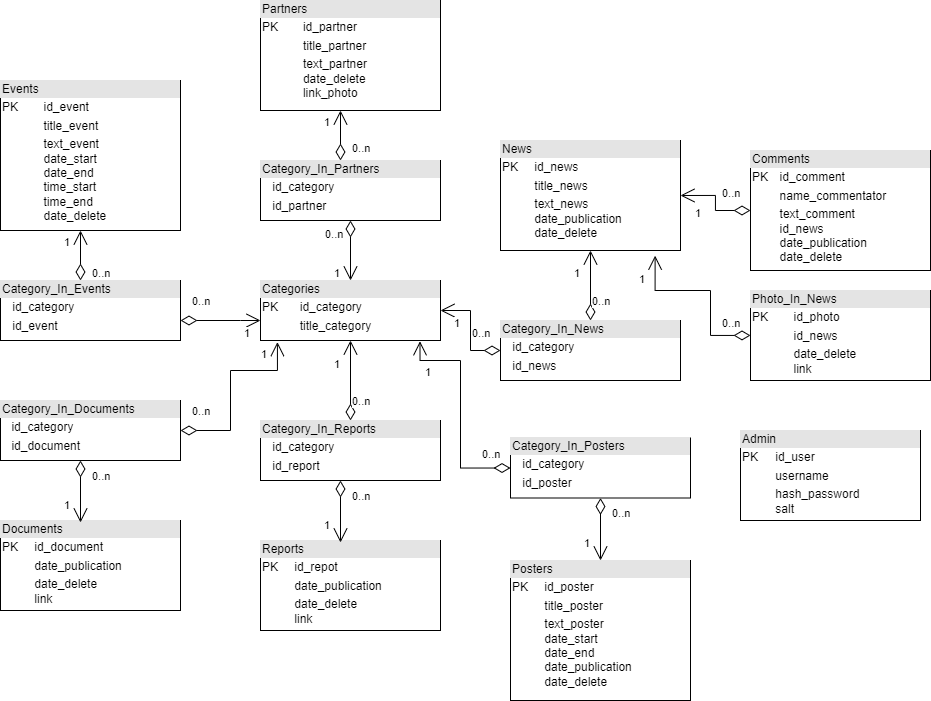 Partners
PK id_partner
title_partner
text_partner
date_delete
link_photo
1
0..n
Events
PK id_event
title_event
text_event
date_start
date_end
time_start
time_end
date_delete
1
0..n
Category_In_Partners
id_category
id_partner
0..n
1
News
PK id_news
title_news
text_news
date_publication
date_delete
0..n
1
Comments
PK id_comment
name_commentator
text_comment
id_news
date_publication
date_delete
1
0..n
1
0..n
Category_In_Events
id_category
id_event
0..n
1
Categories
PK id_category
title_category
1
0..n
Category_In_News
id_category
id_news
Photo_In_News
PK id_photo
id_news
date_delete
link
1
0..n
1
0..n
1
0..n
Category_In_Documents
id_category
id_document
0..n
1
Category_In_Reports
id_category
id_report
0..n
1
Category_In_Posters
id_category
id_poster
0..n
1
Admin
PK id_user
username
hash_password
salt
Documents
PK id_document
date_publication
date_delete
link
Reports
PK id_repot
date_publication
date_delete
link
Posters
PK id_poster
title_poster
text_poster
date_start
date_end
date_publication
date_delete